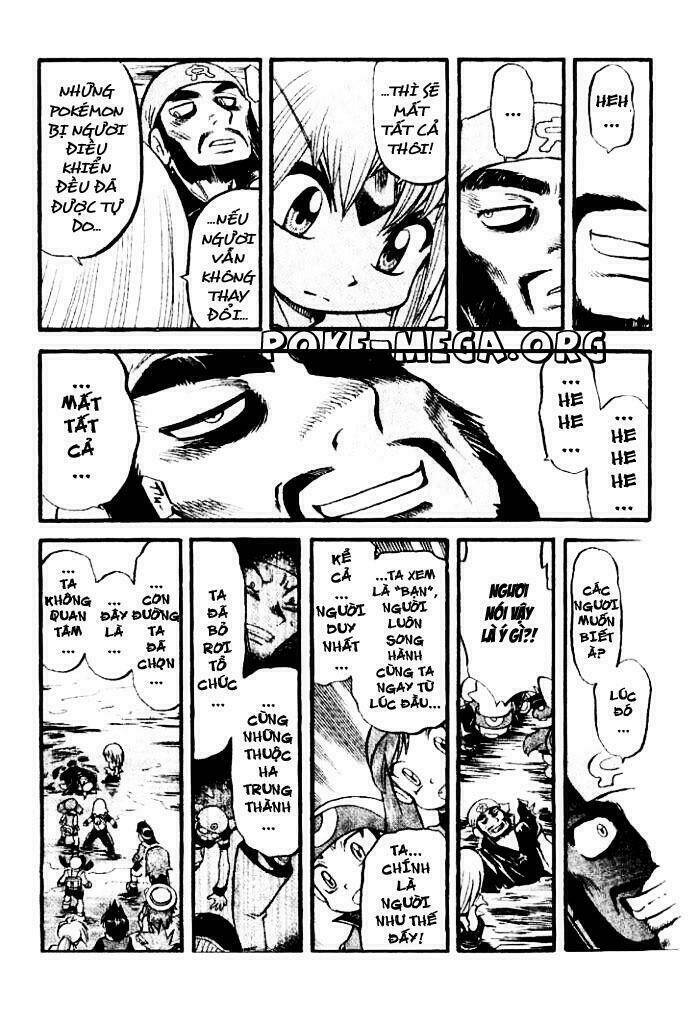 HEH
...
...
...THÌ SẼ
MẤT
TẤT CẢ
THÔI!
NHỮNG
POKÉMON
BỊ NGƯƠI
ĐIỀU
KHIỂN
ĐỀU ĐÃ
ĐƯỢC TỰ
DO...
...NẾU
NGƯƠI
VẪN
KHÔNG
THAY
ĐỔI...
POKE-MEGA.ORG
...
HE
HE
HE
...
...
HE
HE
...
...
MẤT
TẤT
CẢ
...
CÁC
NGƯƠI
MUỐN
BIẾT
À?
LÚC
ĐÓ
...
NGƯƠI
NÓI VẬY
LÀ Ý GÌ?!
...TA XEM
LÀ "BẠN",
NGƯỜI
LUÔN
SONG
HÀNH
CÙNG TA
NGAY TỪ
LÚC ĐẦU...
KỂ
CẢ
...
NGƯỜI
DUY
NHẤT
...
TA...
CHÍNH
LÀ
NGƯỜI
NHƯ THẾ
ĐẤY!
TA
ĐÃ BỎ
RƠI
TỔ
CHỨC
...
...
CÙNG
NHỮNG
THUỘC
HẠ
TRUNG
THÀNH
...
...
CON
ĐƯỜNG
TA
ĐÃ
CHỌN
...
...
ĐÂY
LÀ
...
...
TA
KHÔNG
QUAN
TÂM
...